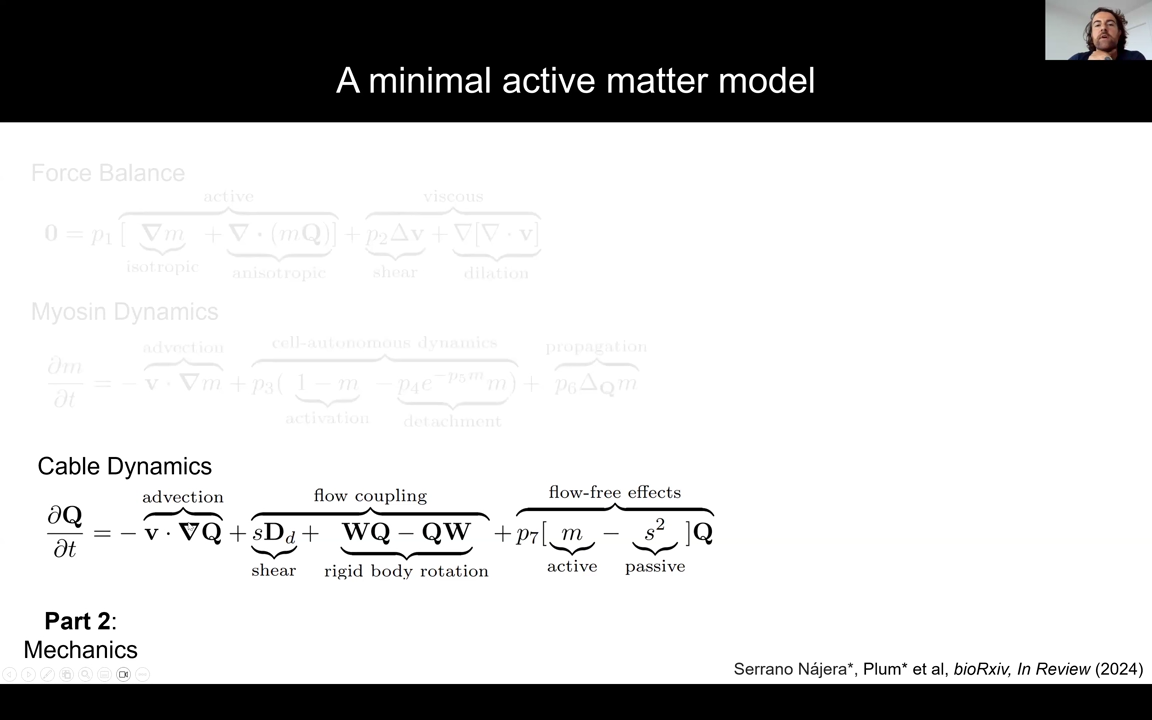 A minimal active matter model
Force Balance
active viscous
𝟎 = p₁ [ ∇m + ∇ · (m𝐐)] + p₂Δ𝐯 + ∇[∇ · 𝐯]
isotropic anisotropic shear dilation
Myosin Dynamics
advection cell-autonomous dynamics propagation
∂m/∂t = − 𝐯 · ∇m + p₃( 1 − m − p₄e^{−p₅m}m) + p₆Δ_𝐐m
activation detachment
Cable Dynamics
advection flow coupling flow-free effects
∂𝐐/∂t = − 𝐯 · ∇𝐐 + s𝐃_d + 𝐖𝐐 − 𝐐𝐖 + p₇[ m − s² ]𝐐
shear rigid body rotation active passive
Part 2:
Mechanics
Serrano Nájera*, Plum* et al, bioRxiv, In Review (2024)